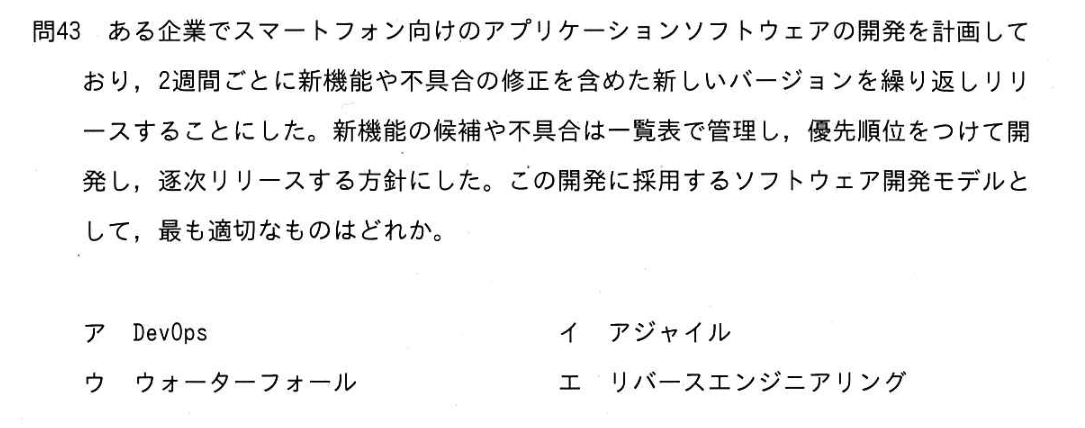 問43 ある企業でスマートフォン向けのアプリケーションソフトウェアの開発を計画して
おり，2週間ごとに新機能や不具合の修正を含めた新しいバージョンを繰り返しリリ
ースすることにした。新機能の候補や不具合は一覧表で管理し，優先順位をつけて開
発し，逐次リリースする方針にした。この開発に採用するソフトウェア開発モデルと
して，最も適切なものはどれか。
ア DevOps イ アジャイル
ウ ウォーターフォール エ リバースエンジニアリング